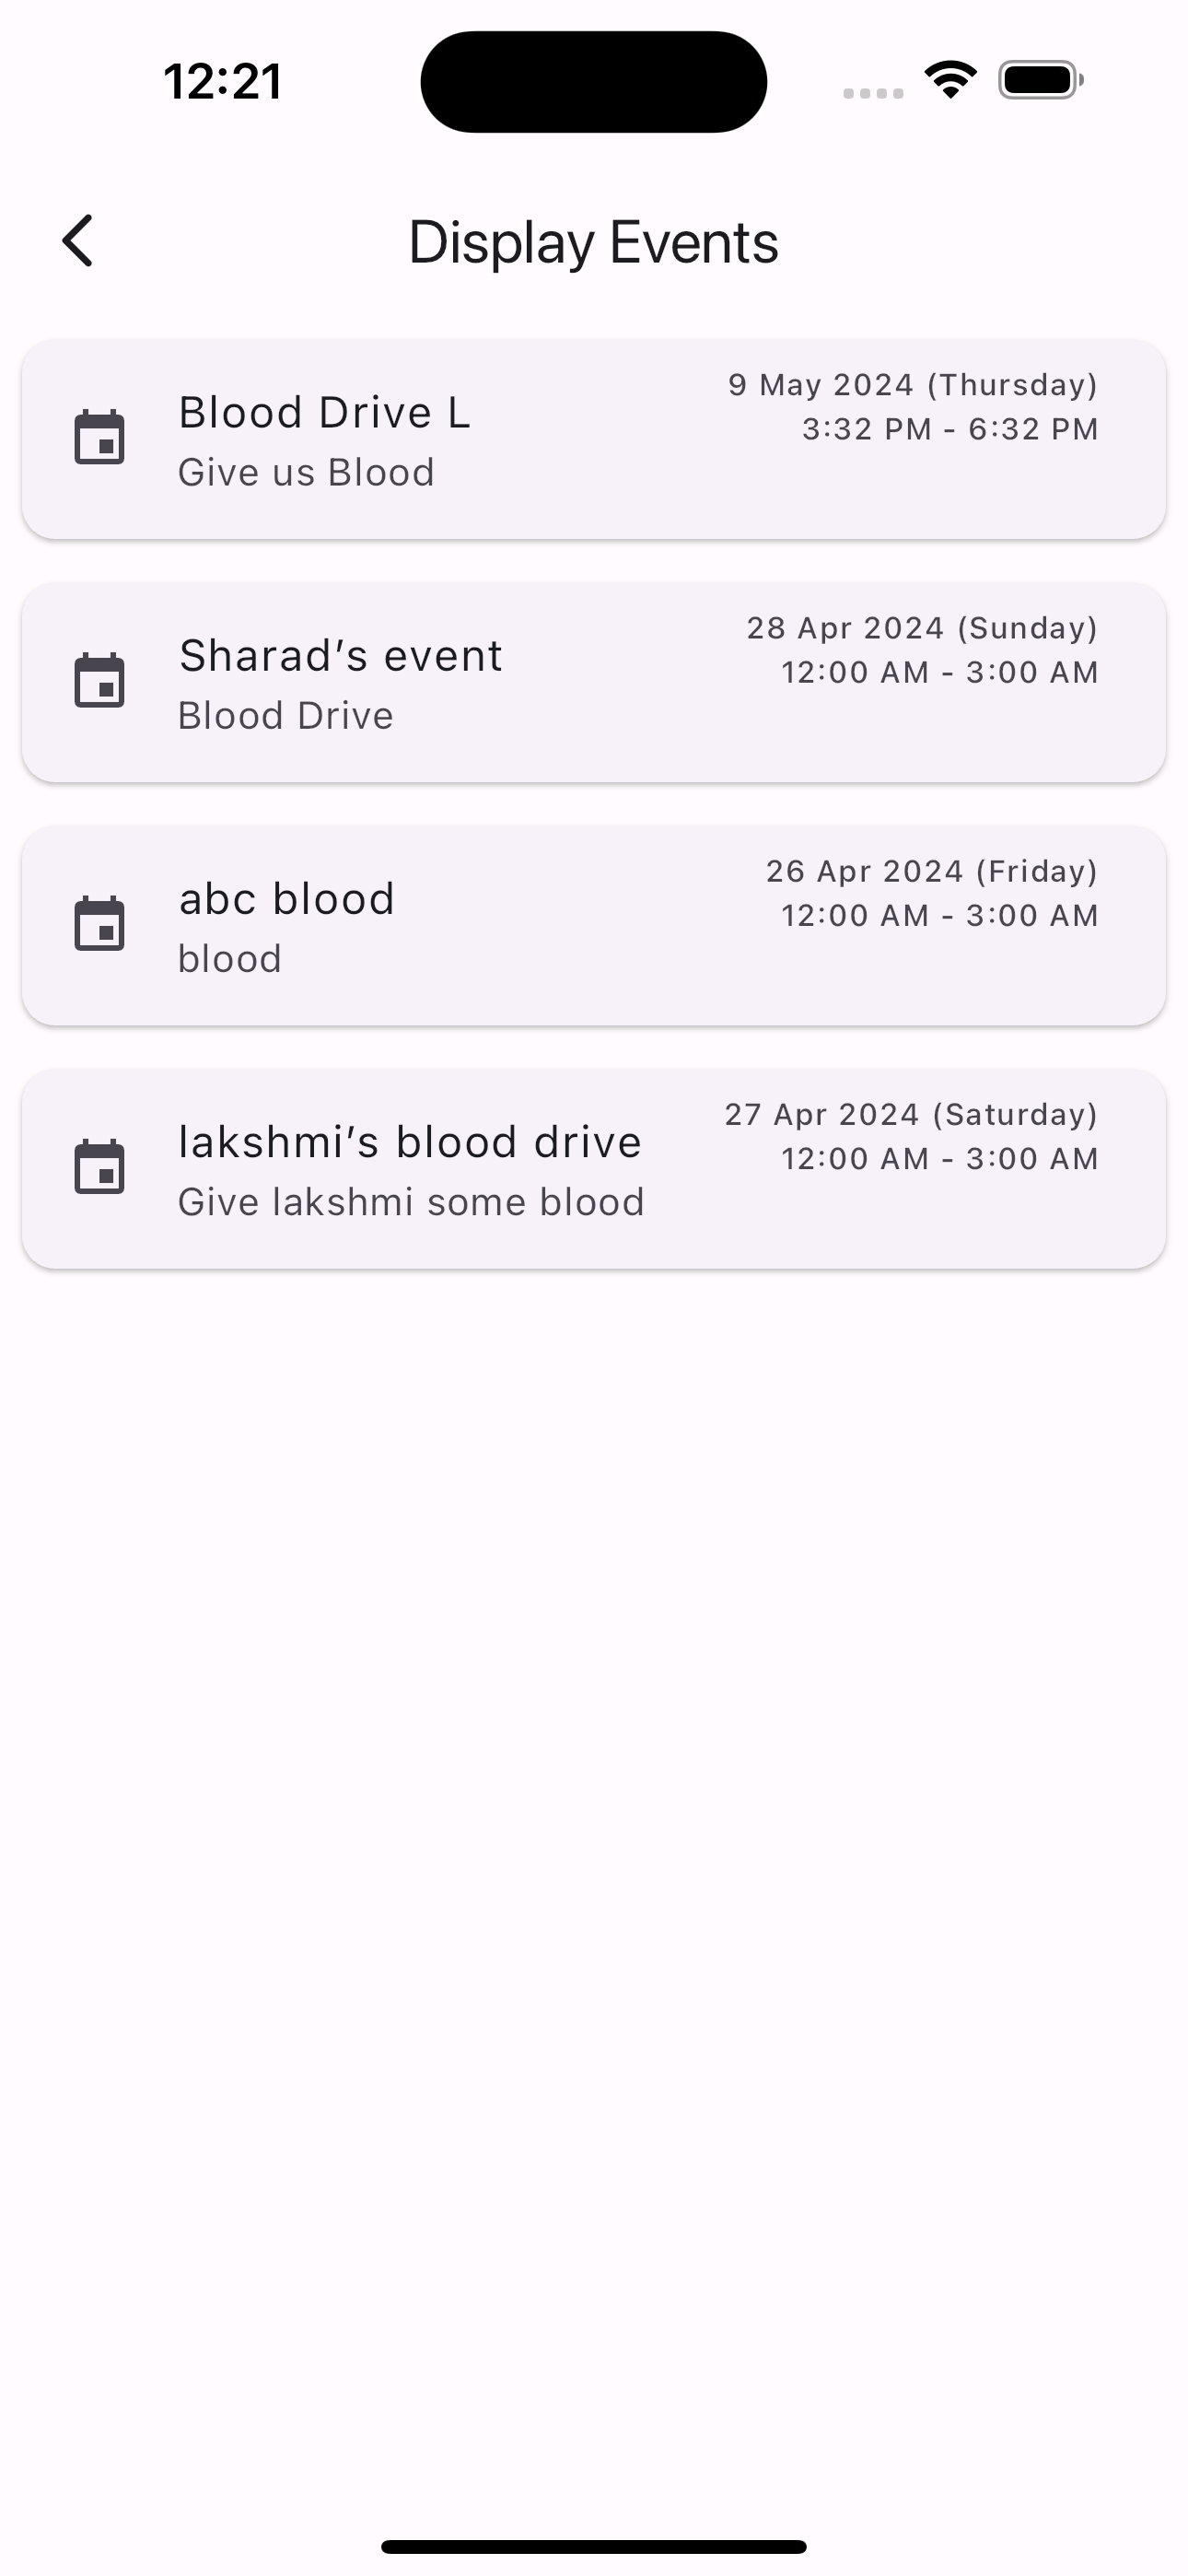 12:21
Display Events
Blood Drive L
Give us Blood
9 May 2024 (Thursday)
3:32 PM - 6:32 PM
Sharad’s event
Blood Drive
28 Apr 2024 (Sunday)
12:00 AM - 3:00 AM
abc blood
blood
26 Apr 2024 (Friday)
12:00 AM - 3:00 AM
lakshmi’s blood drive
Give lakshmi some blood
27 Apr 2024 (Saturday)
12:00 AM - 3:00 AM